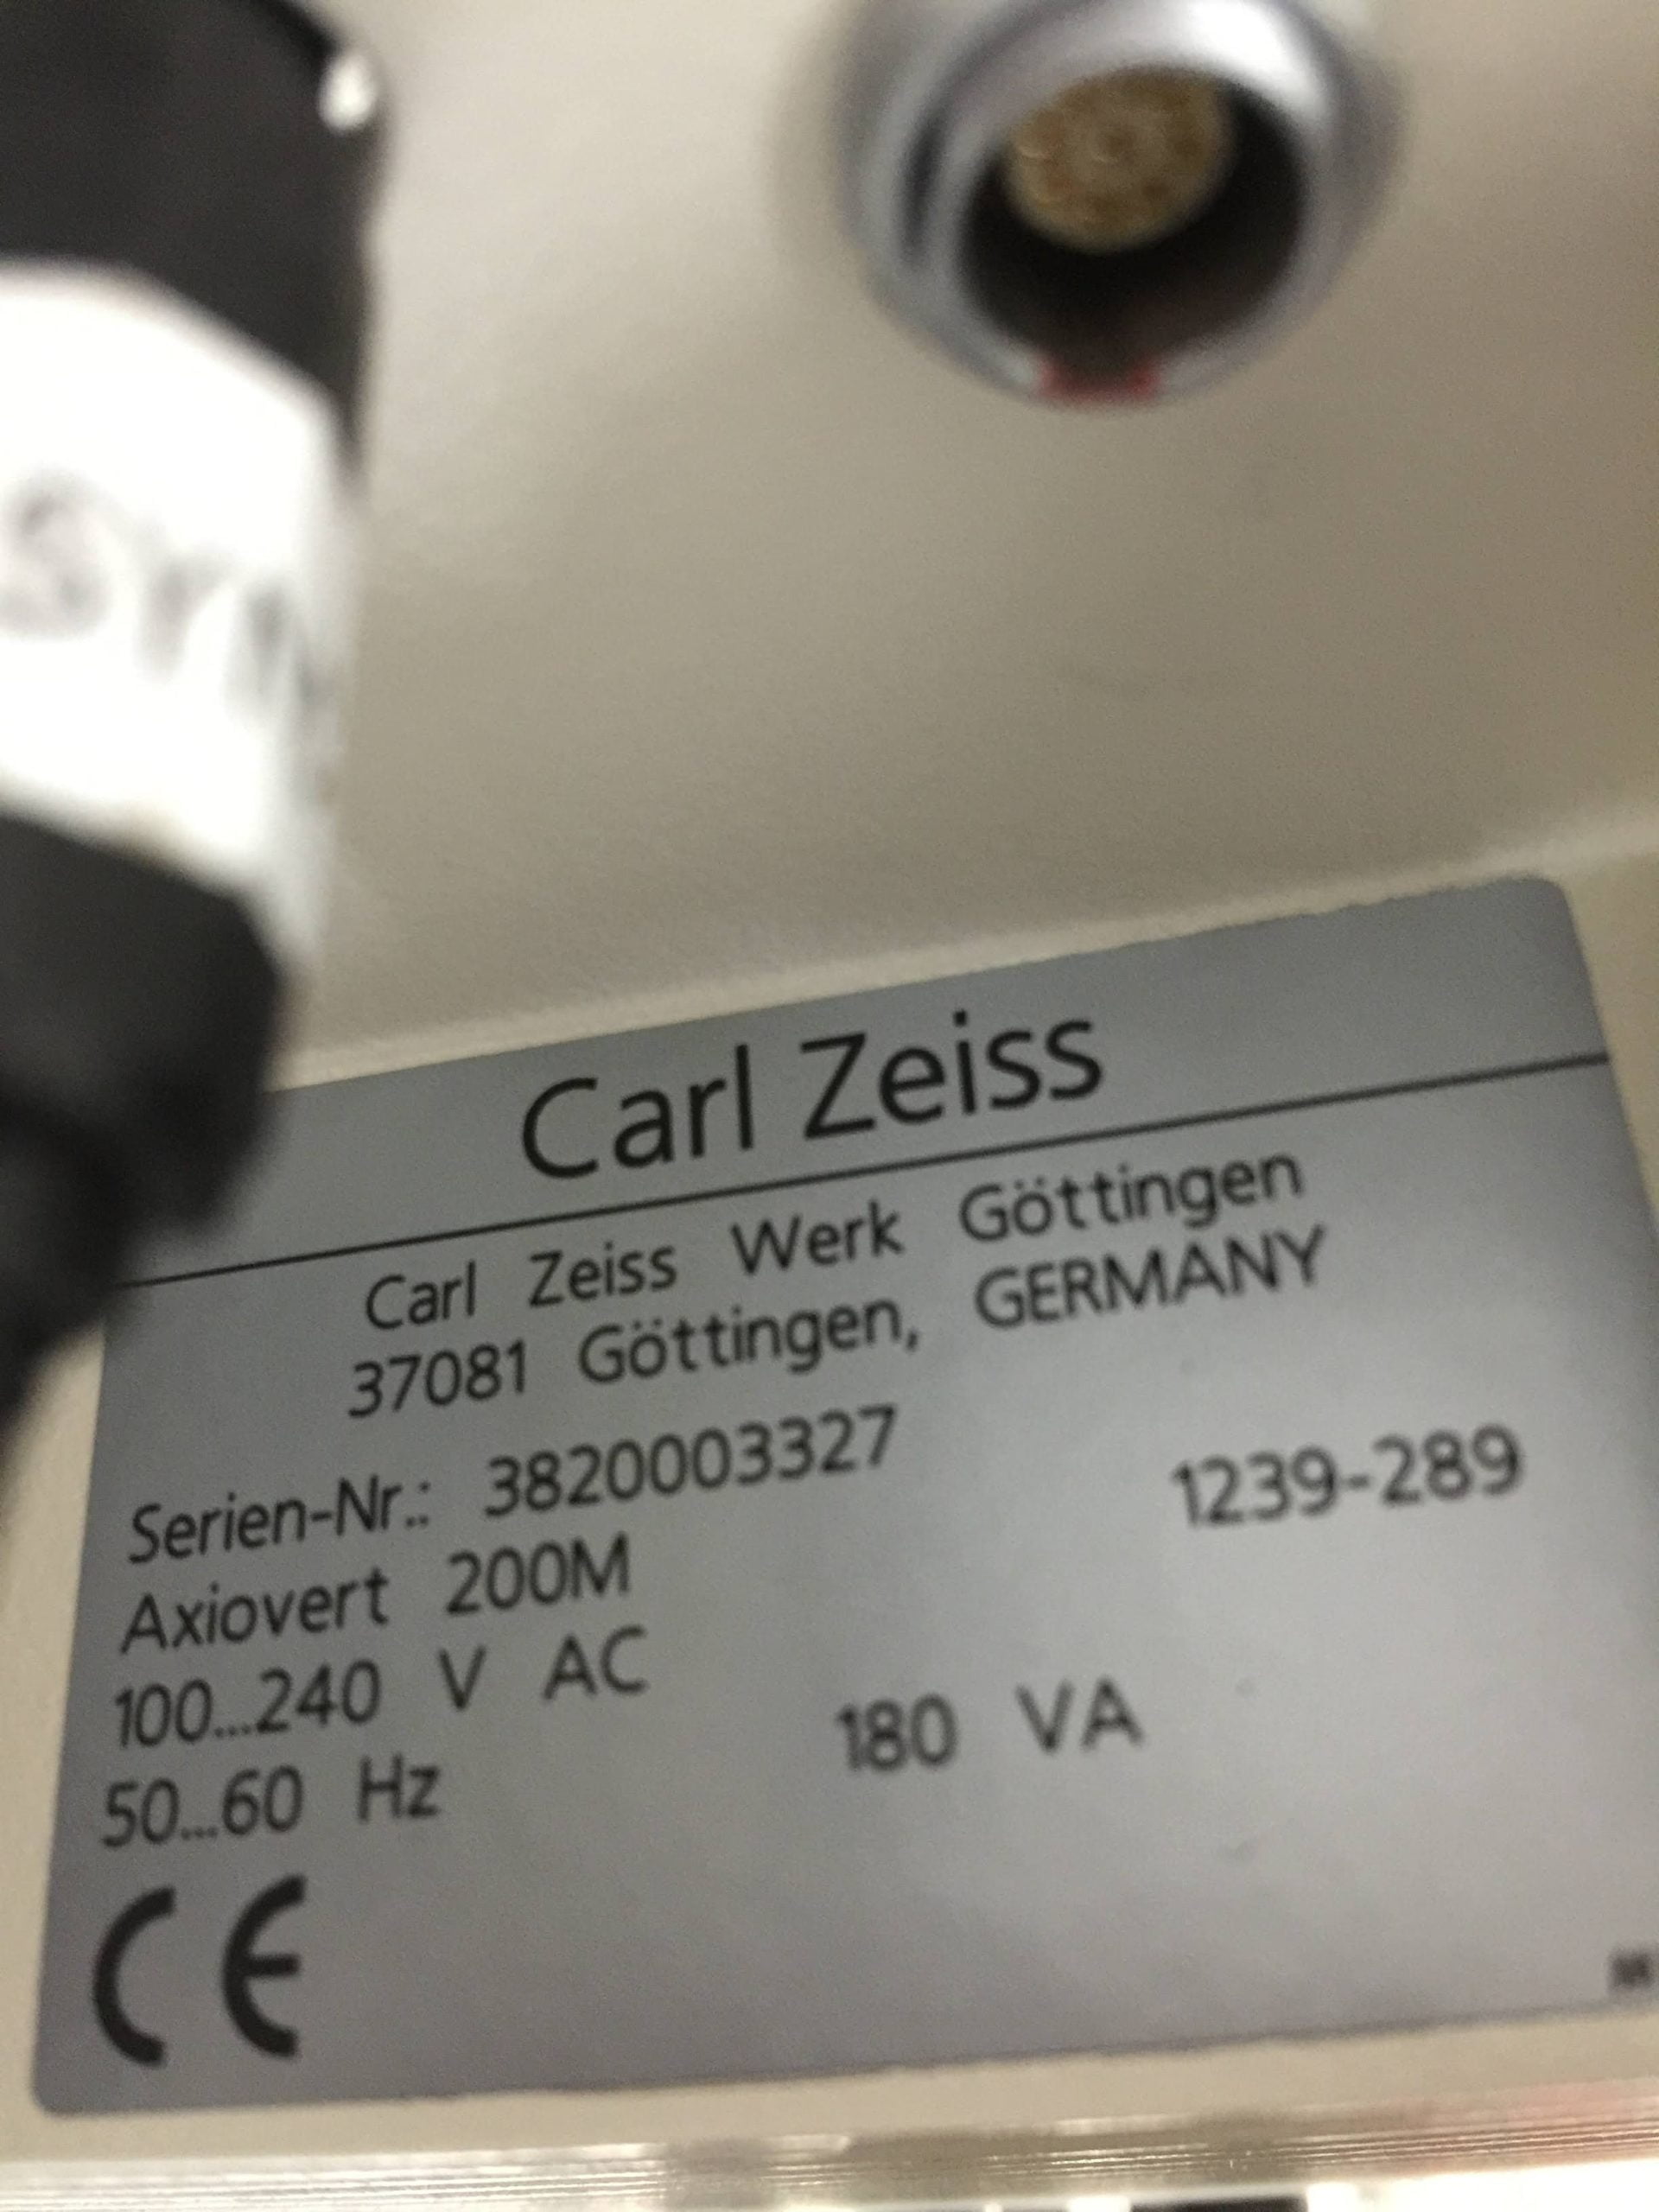 Carl Zeiss
Carl Zeiss Werk Göttingen
37081 Göttingen, GERMANY
Serien-Nr.: 3820003327
1239-289
Axiovert 200M
100...240 V AC
50...60 Hz
180 VA
CE